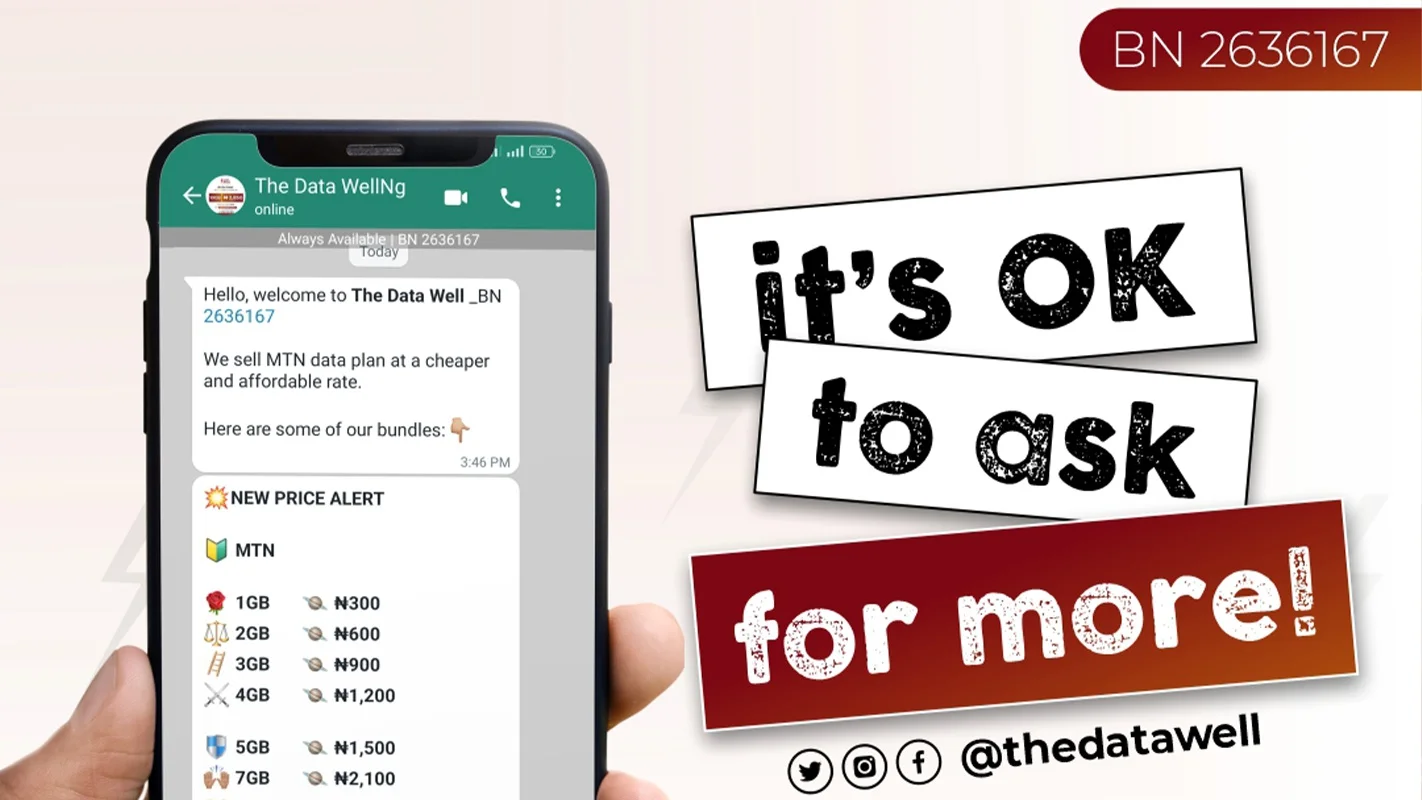 BN 2636167
30
The Data WellNg
online
Always Available | BN 2636167
Today
Hello, welcome to The Data Well _BN
2636167
We sell MTN data plan at a cheaper
and affordable rate.
Here are some of our bundles:👇🏼
3:46 PM
💥NEW PRICE ALERT
🔰 MTN
🌹 1GB 🪐 ₦300
⚖️ 2GB 🪐 ₦600
🪜 3GB 🪐 ₦900
⚔️ 4GB 🪐 ₦1,200
🛡️ 5GB 🪐 ₦1,500
🙌🏽 7GB 🪐 ₦2,100
it's OK
to ask
for more!
@thedatawell